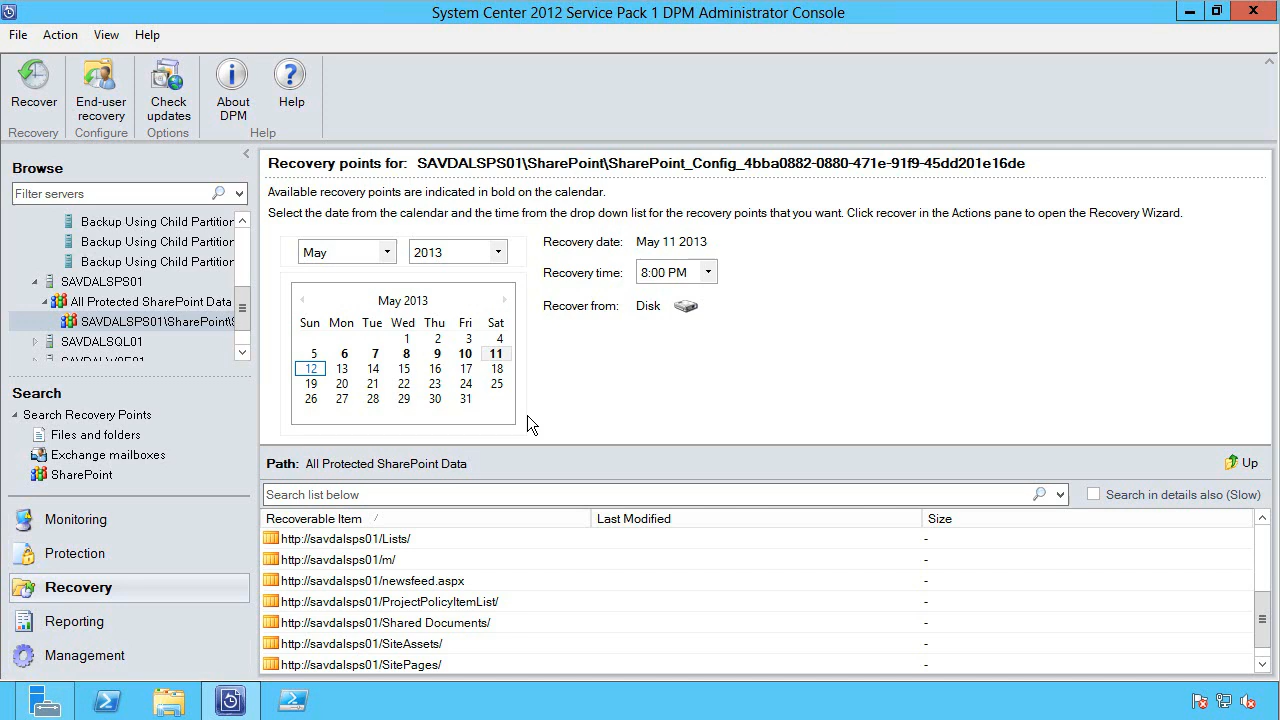 System Center 2012 Service Pack 1 DPM Administrator Console
File Action View Help
Recover
End-user recovery
Check updates
About DPM
Help
Recovery Configure Options Help
Browse
Filter servers
Backup Using Child Partition
Backup Using Child Partition
Backup Using Child Partition
SAVDALSPS01
All Protected SharePoint Data
SAVDALSPS01\SharePoint\
SAVDALSQL01
Search
Search Recovery Points
Files and folders
Exchange mailboxes
SharePoint
Monitoring
Protection
Recovery
Reporting
Management
Recovery points for: SAVDALSPS01\SharePoint\SharePoint_Config_4bba0882-0880-471e-91f9-45dd201e16de
Available recovery points are indicated in bold on the calendar.
Select the date from the calendar and the time from the drop down list for the recovery points that you want. Click recover in the Actions pane to open the Recovery Wizard.
May 2013
May 2013
Sun Mon Tue Wed Thu Fri Sat
1 2 3 4
5 6 7 8 9 10 11
12 13 14 15 16 17 18
19 20 21 22 23 24 25
26 27 28 29 30 31
Recovery date: May 11 2013
Recovery time: 8:00 PM
Recover from: Disk
Path: All Protected SharePoint Data
Up
Search list below
Search in details also (Slow)
Recoverable Item / Last Modified Size
http://savdalsps01/Lists/ -
http://savdalsps01/m/ -
http://savdalsps01/newsfeed.aspx -
http://savdalsps01/ProjectPolicyItemList/ -
http://savdalsps01/Shared Documents/ -
http://savdalsps01/SiteAssets/ -
http://savdalsps01/SitePages/ -